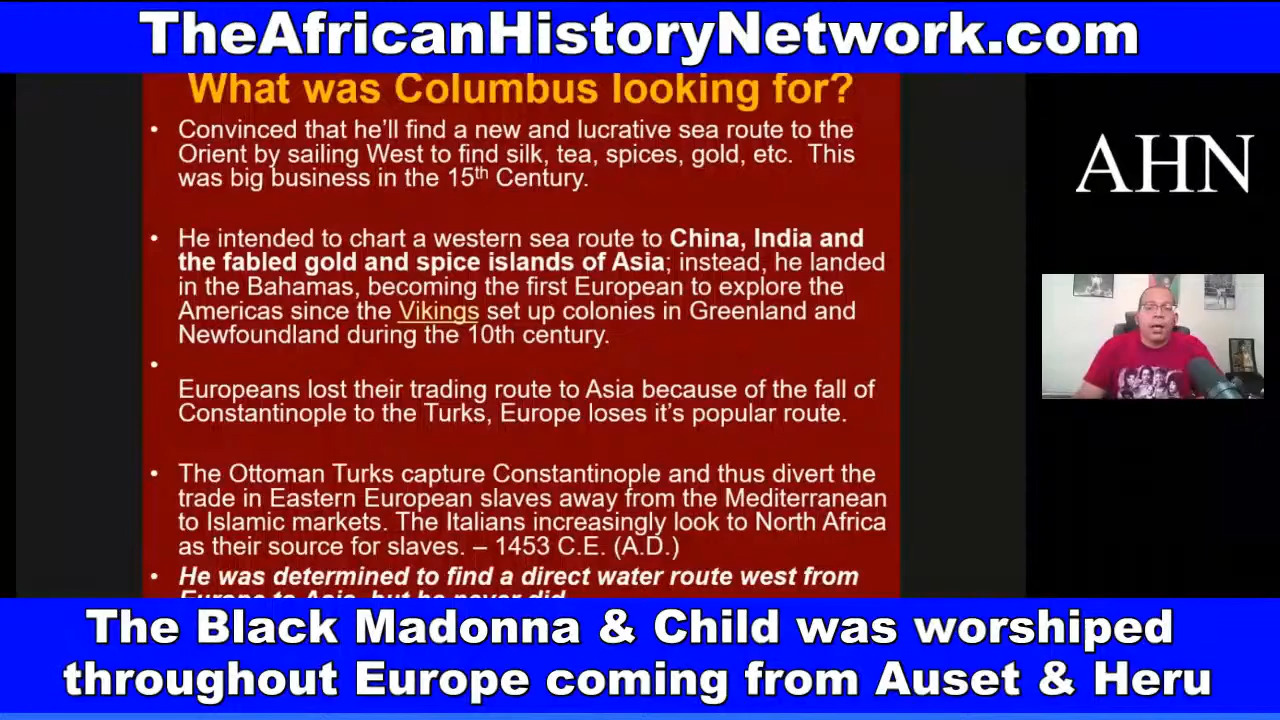 TheAfricanHistoryNetwork.com
What was Columbus looking for?
• Convinced that he'll find a new and lucrative sea route to the
Orient by sailing West to find silk, tea, spices, gold, etc. This
was big business in the 15th Century.
• He intended to chart a western sea route to China, India and
the fabled gold and spice islands of Asia; instead, he landed
in the Bahamas, becoming the first European to explore the
Americas since the Vikings set up colonies in Greenland and
Newfoundland during the 10th century.
•
Europeans lost their trading route to Asia because of the fall of
Constantinople to the Turks, Europe loses it's popular route.
• The Ottoman Turks capture Constantinople and thus divert the
trade in Eastern European slaves away from the Mediterranean
to Islamic markets. The Italians increasingly look to North Africa
as their source for slaves. – 1453 C.E. (A.D.)
• He was determined to find a direct water route west from
Europe to Asia, but he never did
AHN
The Black Madonna & Child was worshiped
throughout Europe coming from Auset & Heru